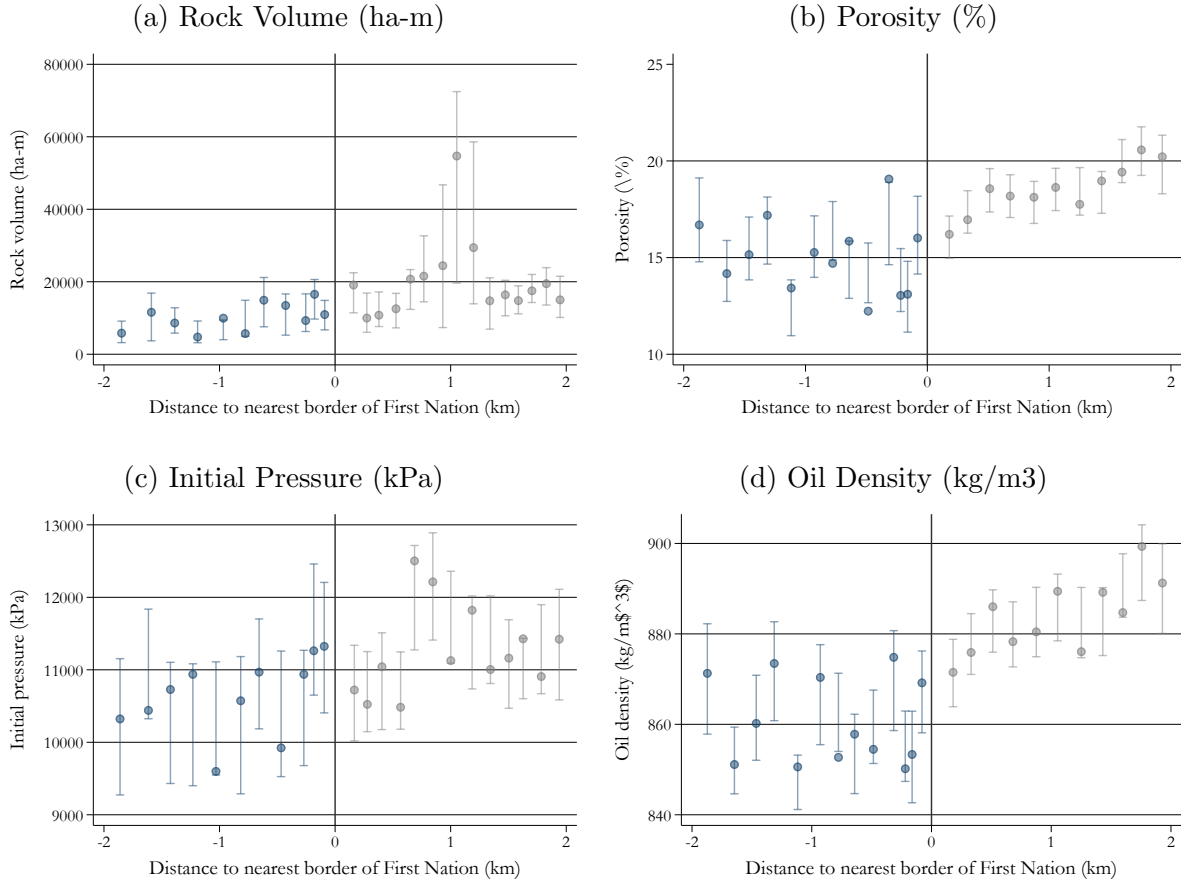 (a) Rock Volume (ha-m)
Rock volume (ha-m)
80000
60000
40000
20000
0
-2 -1 0 1 2
Distance to nearest border of First Nation (km)
(b) Porosity (%)
Porosity (\%)
25
20
15
10
-2 -1 0 1 2
Distance to nearest border of First Nation (km)
(c) Initial Pressure (kPa)
Initial pressure (kPa)
13000
12000
11000
10000
9000
-2 -1 0 1 2
Distance to nearest border of First Nation (km)
(d) Oil Density (kg/m3)
Oil density (kg/m$^3$)
900
880
860
840
-2 -1 0 1 2
Distance to nearest border of First Nation (km)